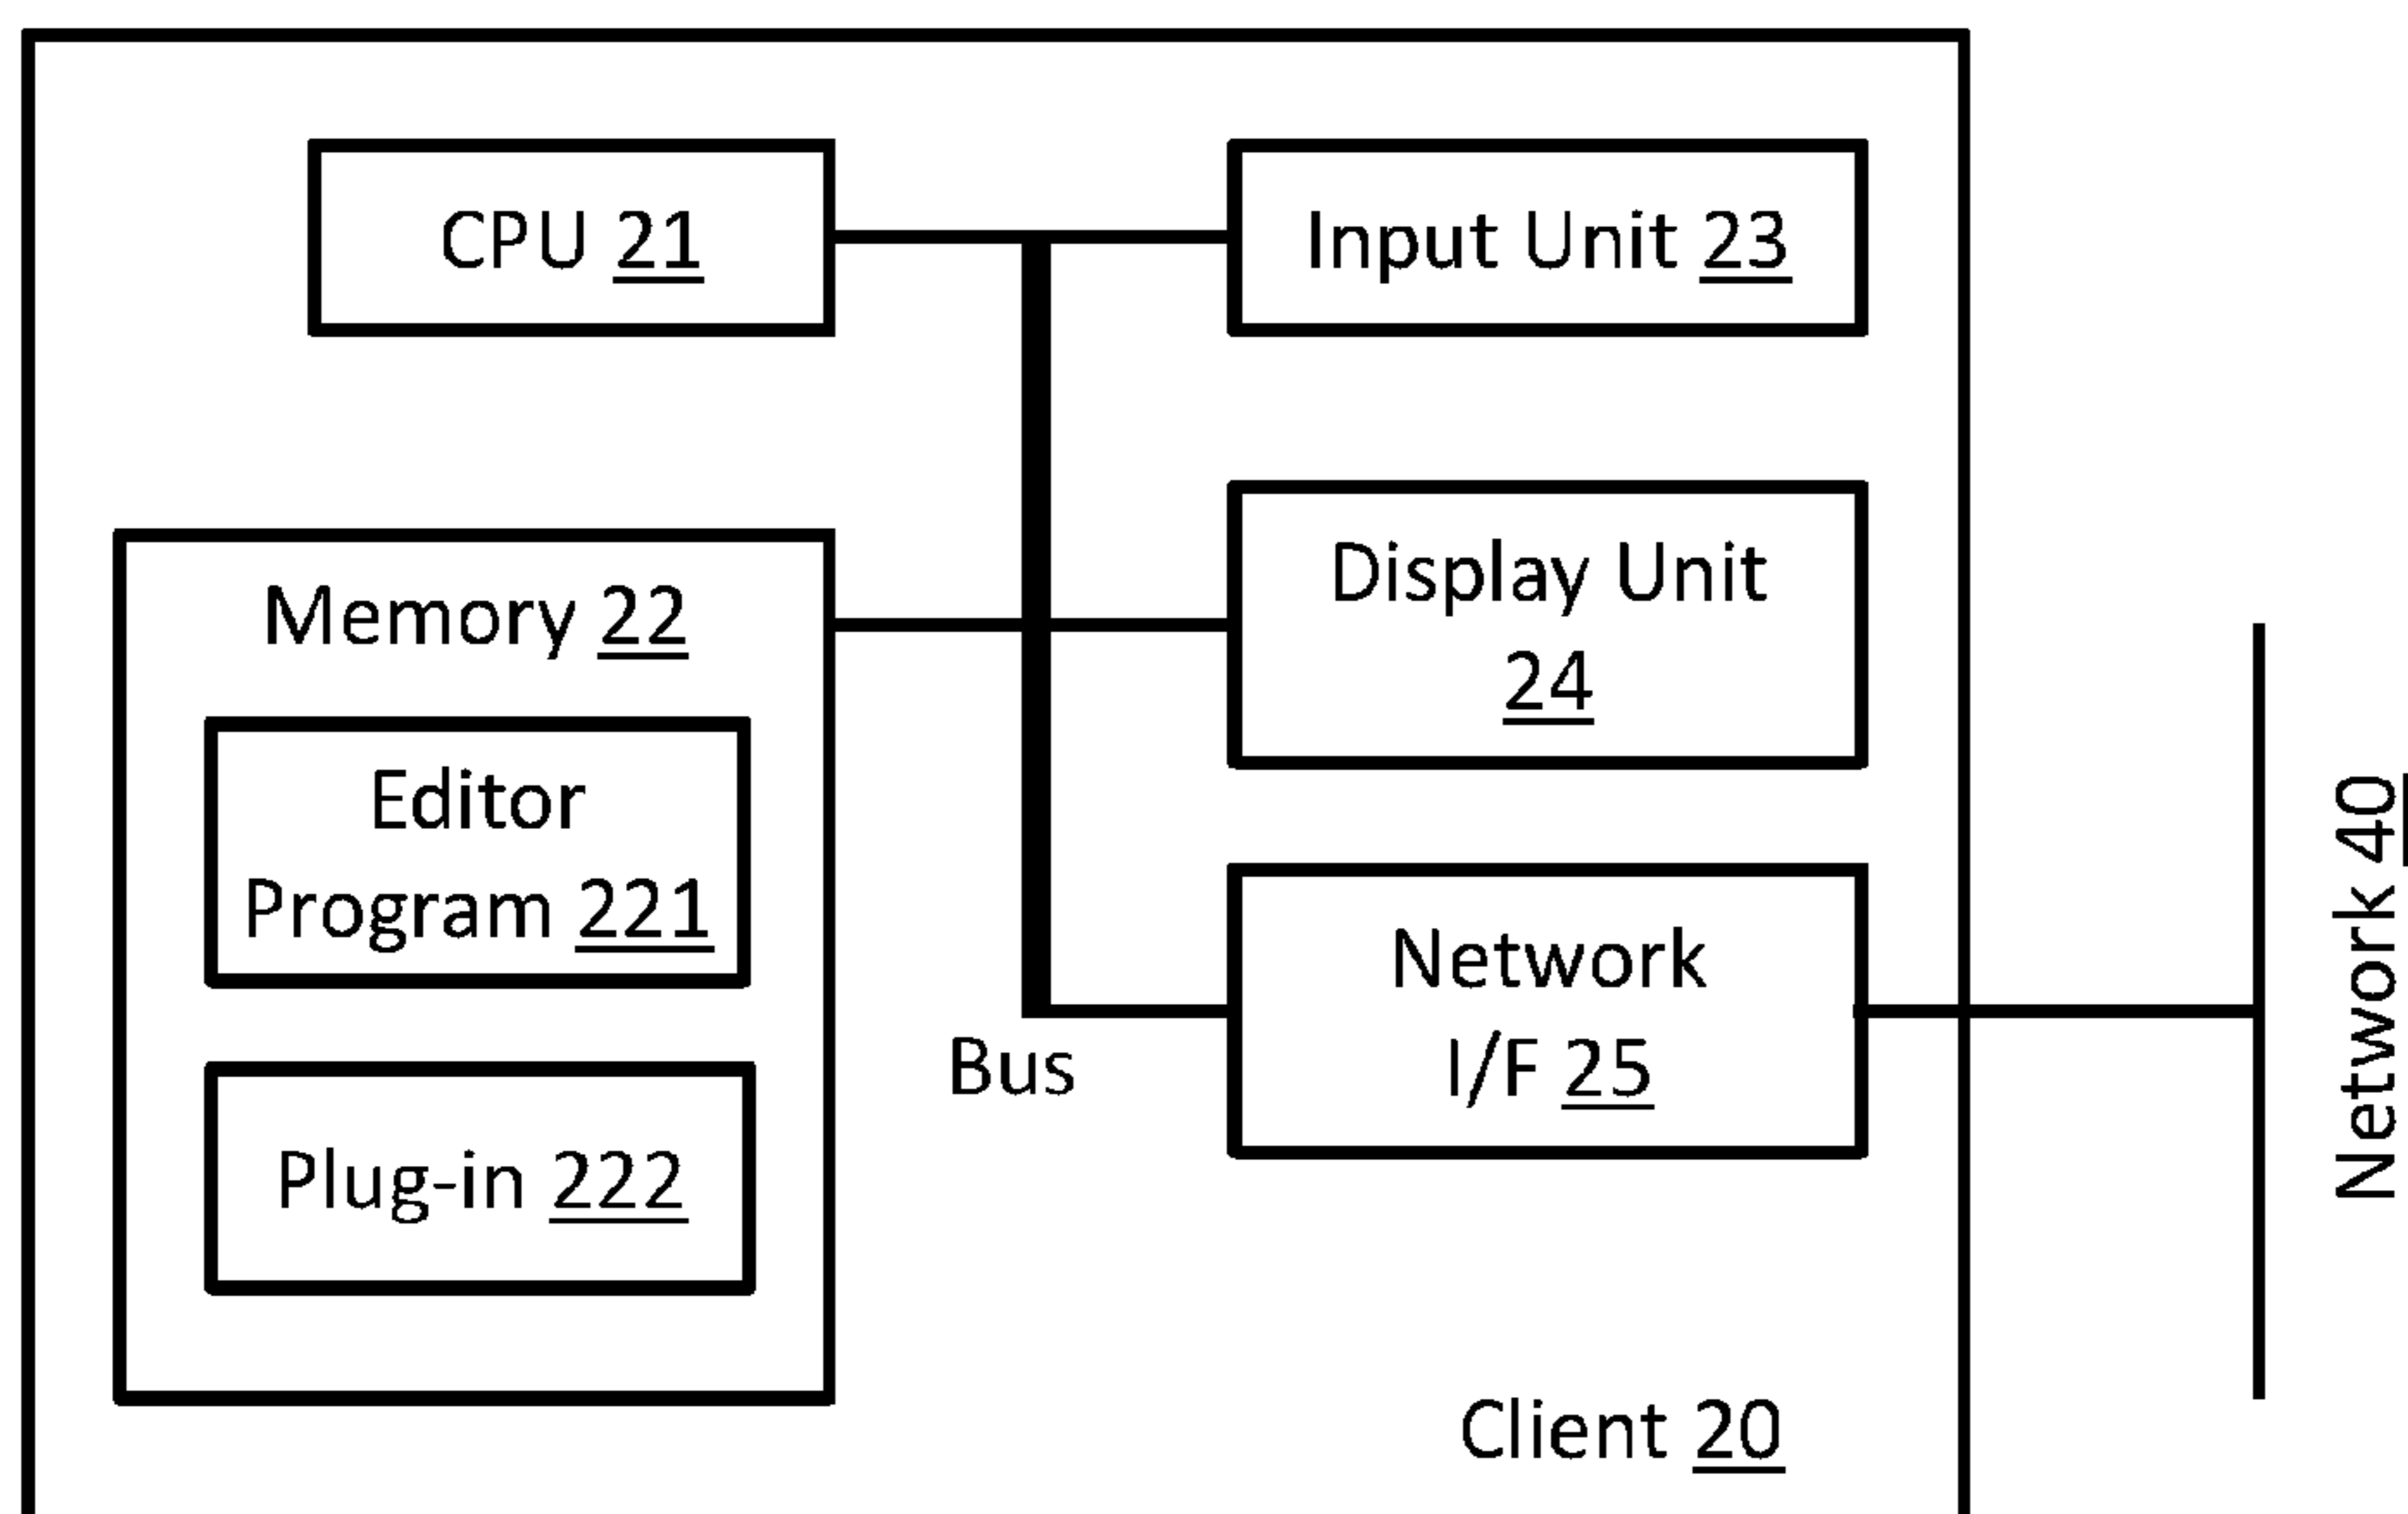 CPU 21
Input Unit 23
Memory 22
Editor
Program 221
Plug-in 222
Display Unit
24
Network
I/F 25
Bus
Client 20
Network 40